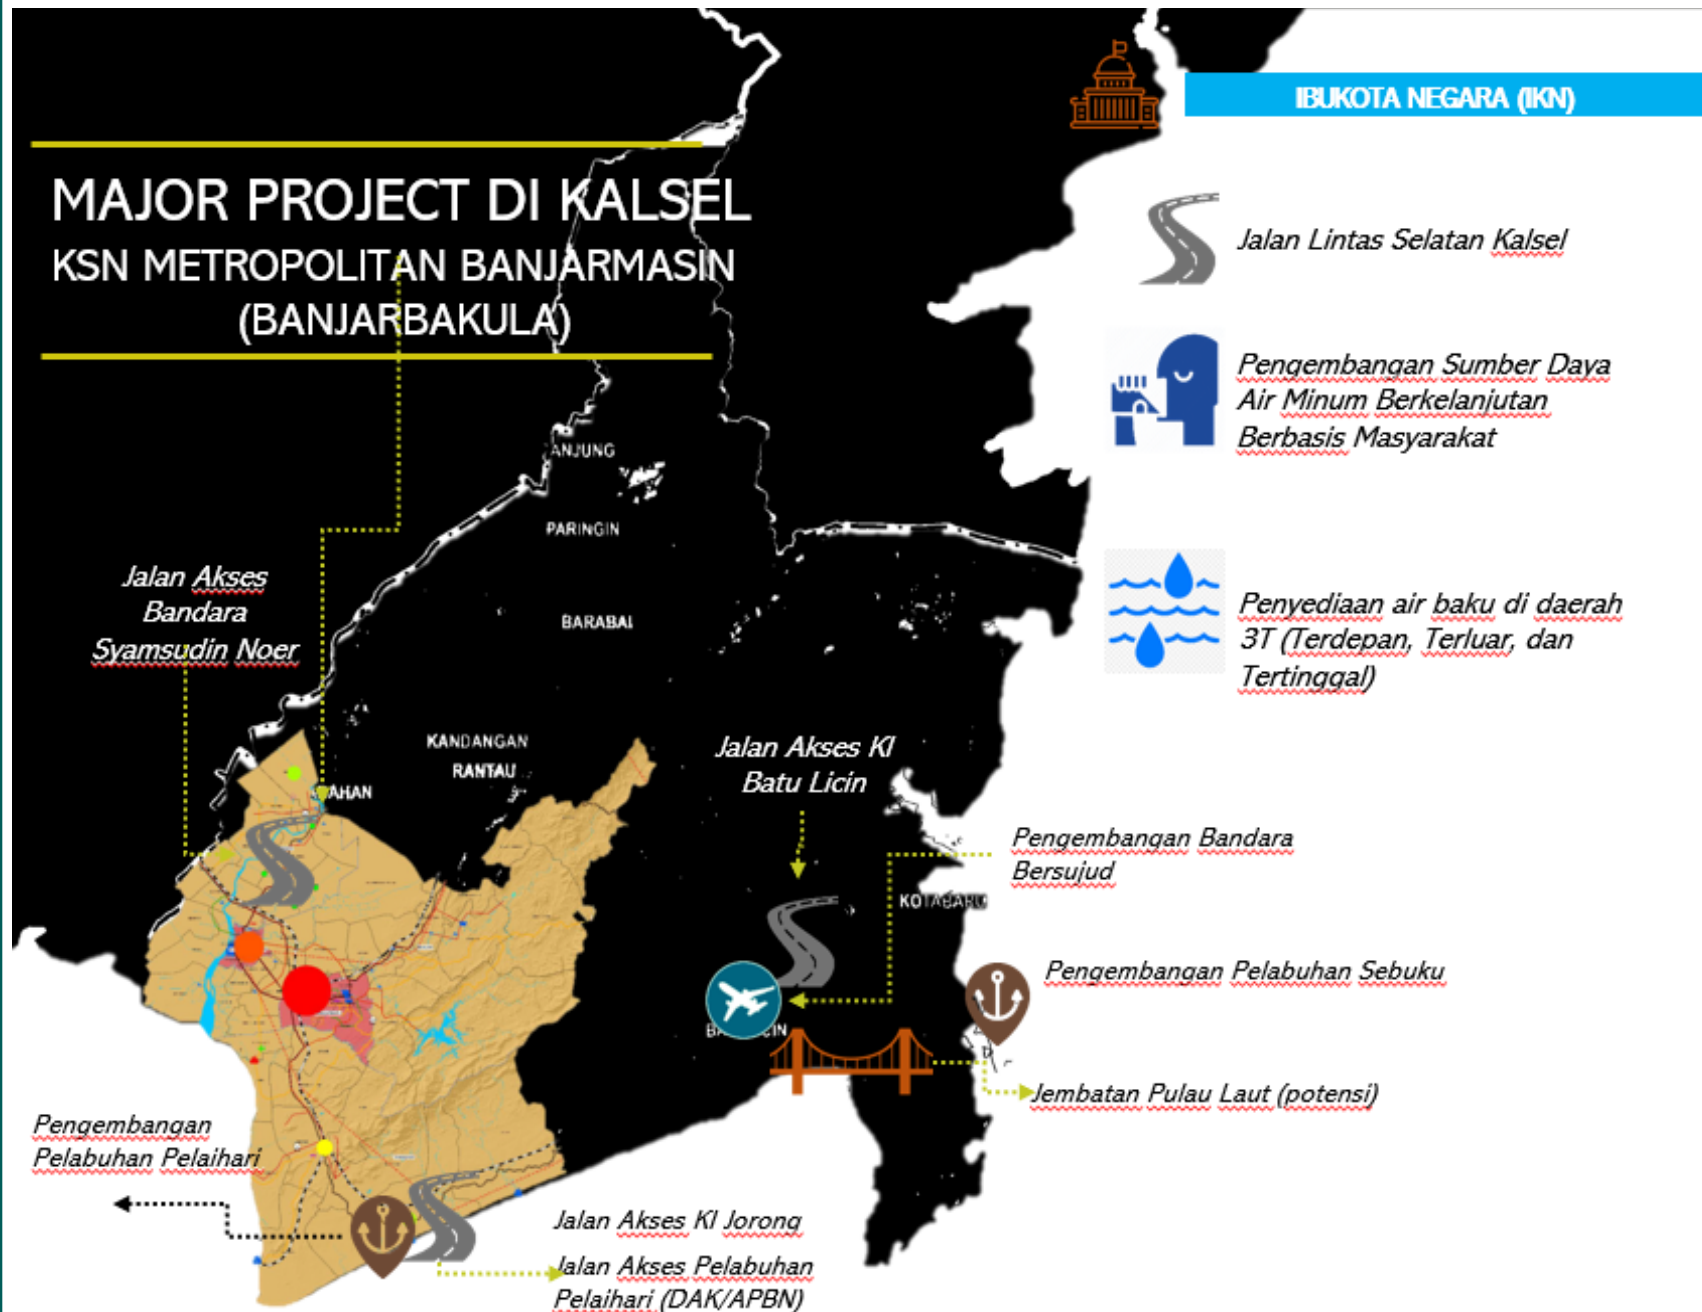 IBUKOTA NEGARA (IKN)
MAJOR PROJECT DI KALSEL
KSN METROPOLITAN BANJARMASIN
(BANJARBAKULA)
Jalan Lintas Selatan Kalsel
Pengembangan Sumber Daya
Air Minum Berkelanjutan
Berbasis Masyarakat
ANJUNG
PARINGIN
Jalan Akses
Bandara
Syamsudin Noer
BARABAI
Penyediaan air baku di daerah
3T (Terdepan, Terluar, dan
Tertinggal)
KANDANGAN
RANTAU
Jalan Akses KI
Batu Licin
AHAN
Pengembangan Bandara
Bersujud
KOTABARU
Pengembangan Pelabuhan Sebuku
Jembatan Pulau Laut (potensi)
Pengembangan
Pelabuhan Pelaihari
Jalan Akses KI Jorong
Jalan Akses Pelabuhan
Pelaihari (DAK/APBN)